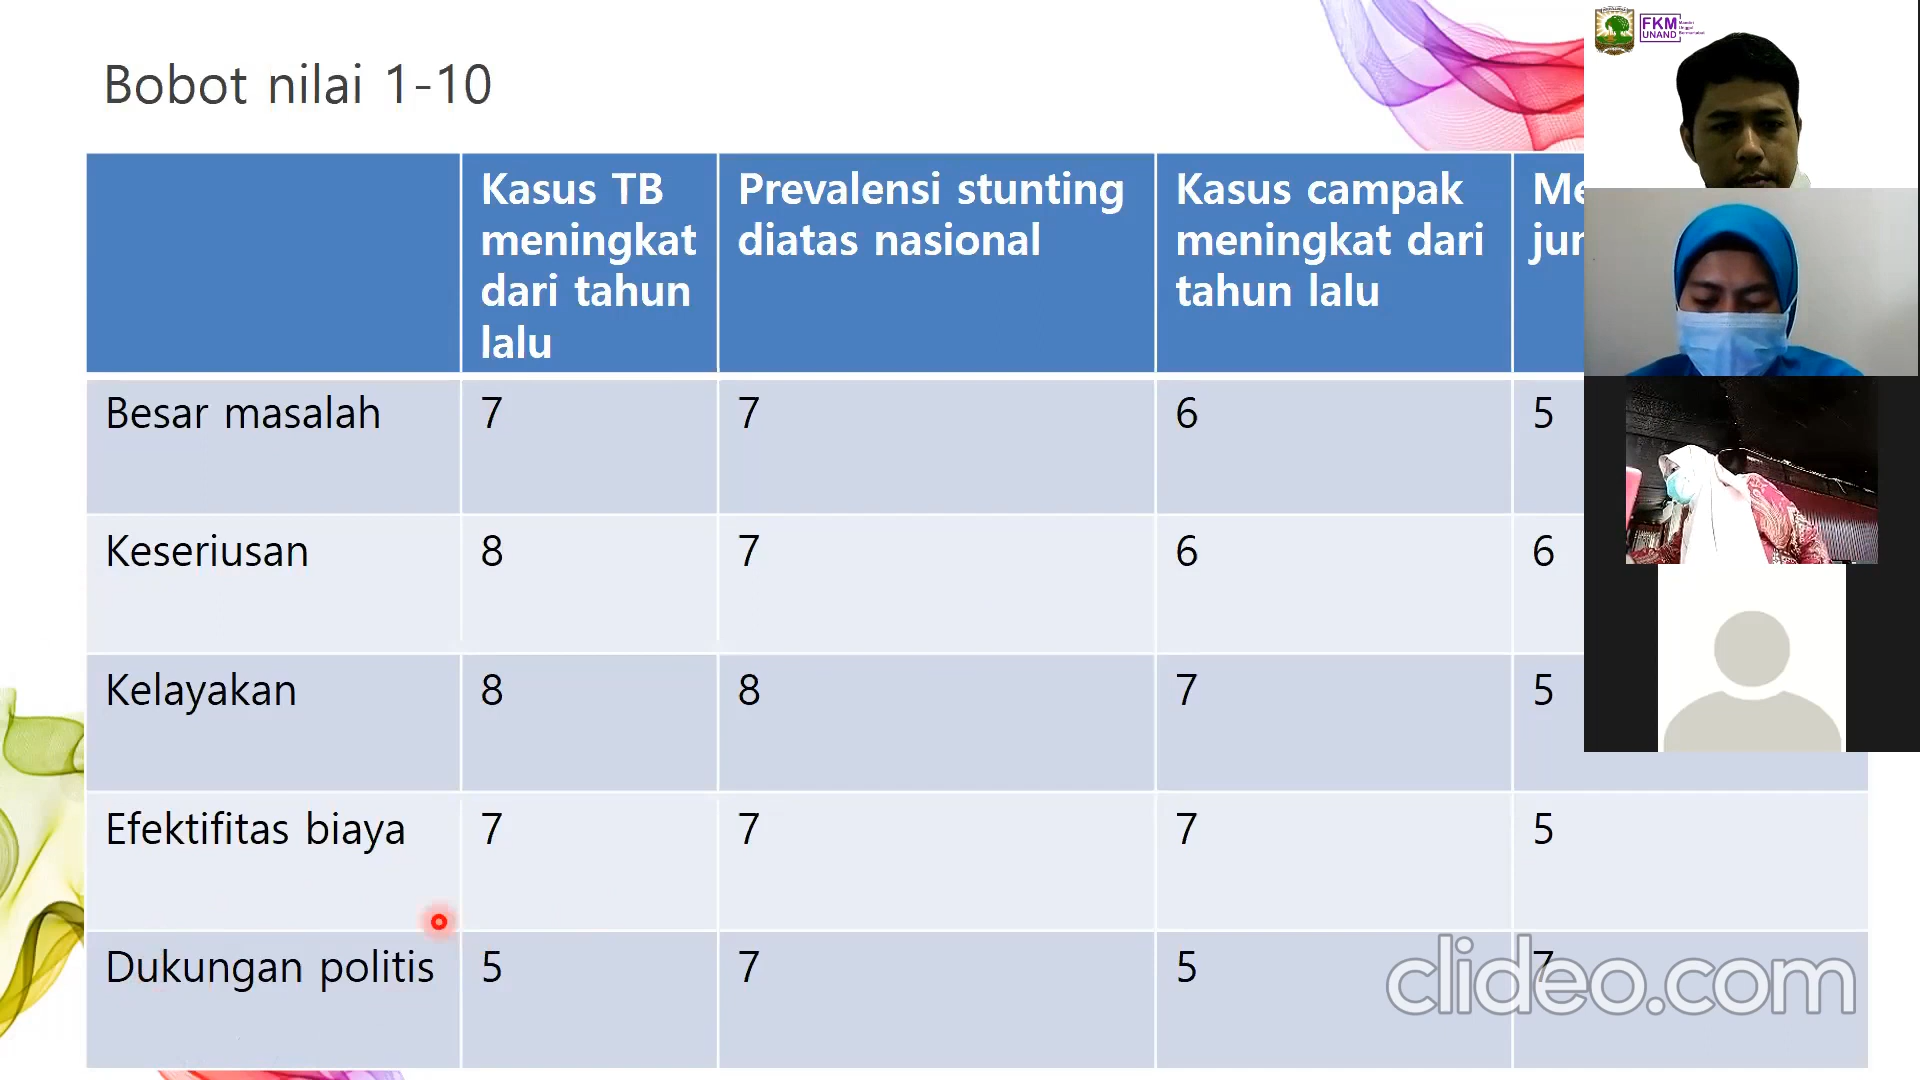 Bobot nilai 1-10
Kasus TB
meningkat
dari tahun
lalu
Prevalensi stunting
diatas nasional
Kasus campak
meningkat dari
tahun lalu
Besar masalah
7
7
6
5
Keseriusan
8
7
6
6
Kelayakan
8
8
7
5
Efektifitas biaya
7
7
7
5
Dukungan politis
5
7
5
7
FKM
UNAND
clideo.com